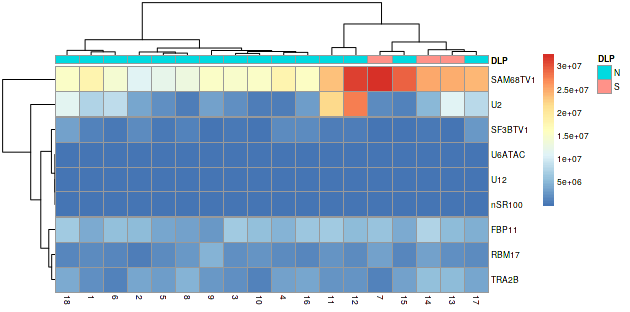 DLP
SAM68TV1
U2
SF3BTV1
U6ATAC
U12
nSR100
FBP11
RBM17
TRA2B
18 1 6 2 5 8 9 3 10 4 16 11 12 7 15 14 13 17
3e+07
2.5e+07
2e+07
1.5e+07
1e+07
5e+06
DLP
N
S